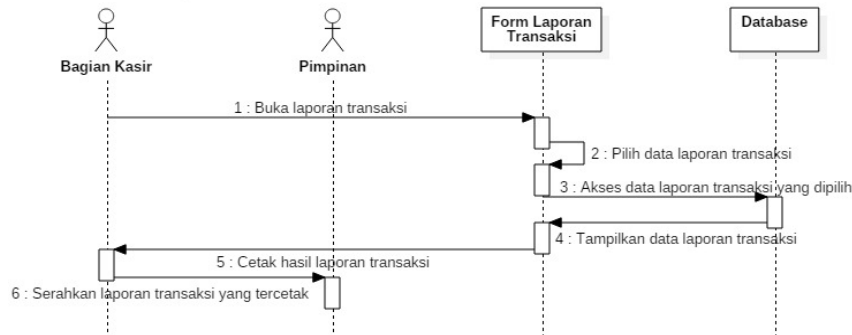 Bagian Kasir
Pimpinan
Form Laporan
Transaksi
Database
1 : Buka laporan transaksi
2 : Pilih data laporan transaksi
3 : Akses data laporan transaksi yang dipilih
4 : Tampilkan data laporan transaksi
5 : Cetak hasil laporan transaksi
6 : Serahkan laporan transaksi yang tercetak